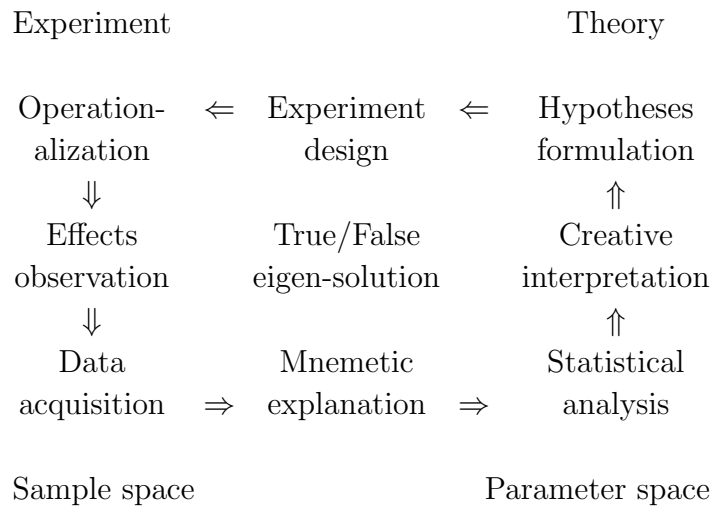 Experiment Theory
Operation- ⇐ Experiment ⇐ Hypotheses
alization design formulation
⇓ ⇑
Effects True/False Creative
observation eigen-solution interpretation
⇓ ⇑
Data Mnemetic Statistical
acquisition ⇒ explanation ⇒ analysis
Sample space Parameter space